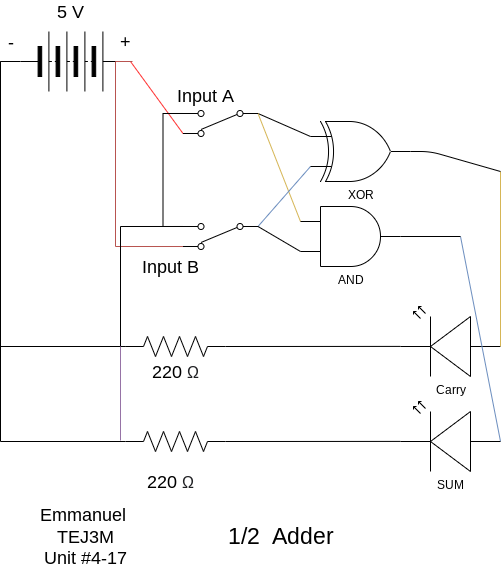 5 V
- +
Input A
XOR
Input B
AND
220 Ω
Carry
220 Ω
SUM
Emmanuel
TEJ3M
Unit #4-17
1/2 Adder